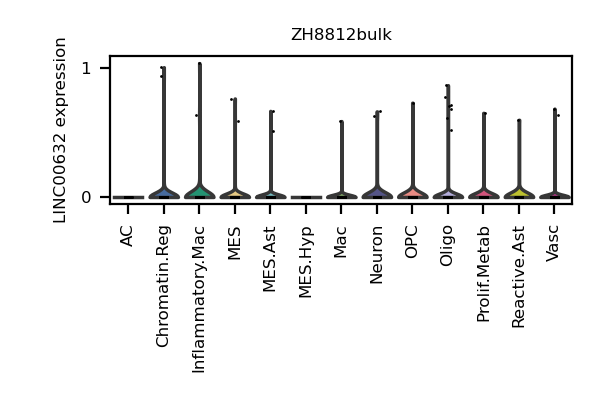 ZH8812bulk
LINC00632 expression
1
0
AC
Chromatin.Reg
Inflammatory.Mac
MES
MES.Ast
MES.Hyp
Mac
Neuron
OPC
Oligo
Prolif.Metab
Reactive.Ast
Vasc